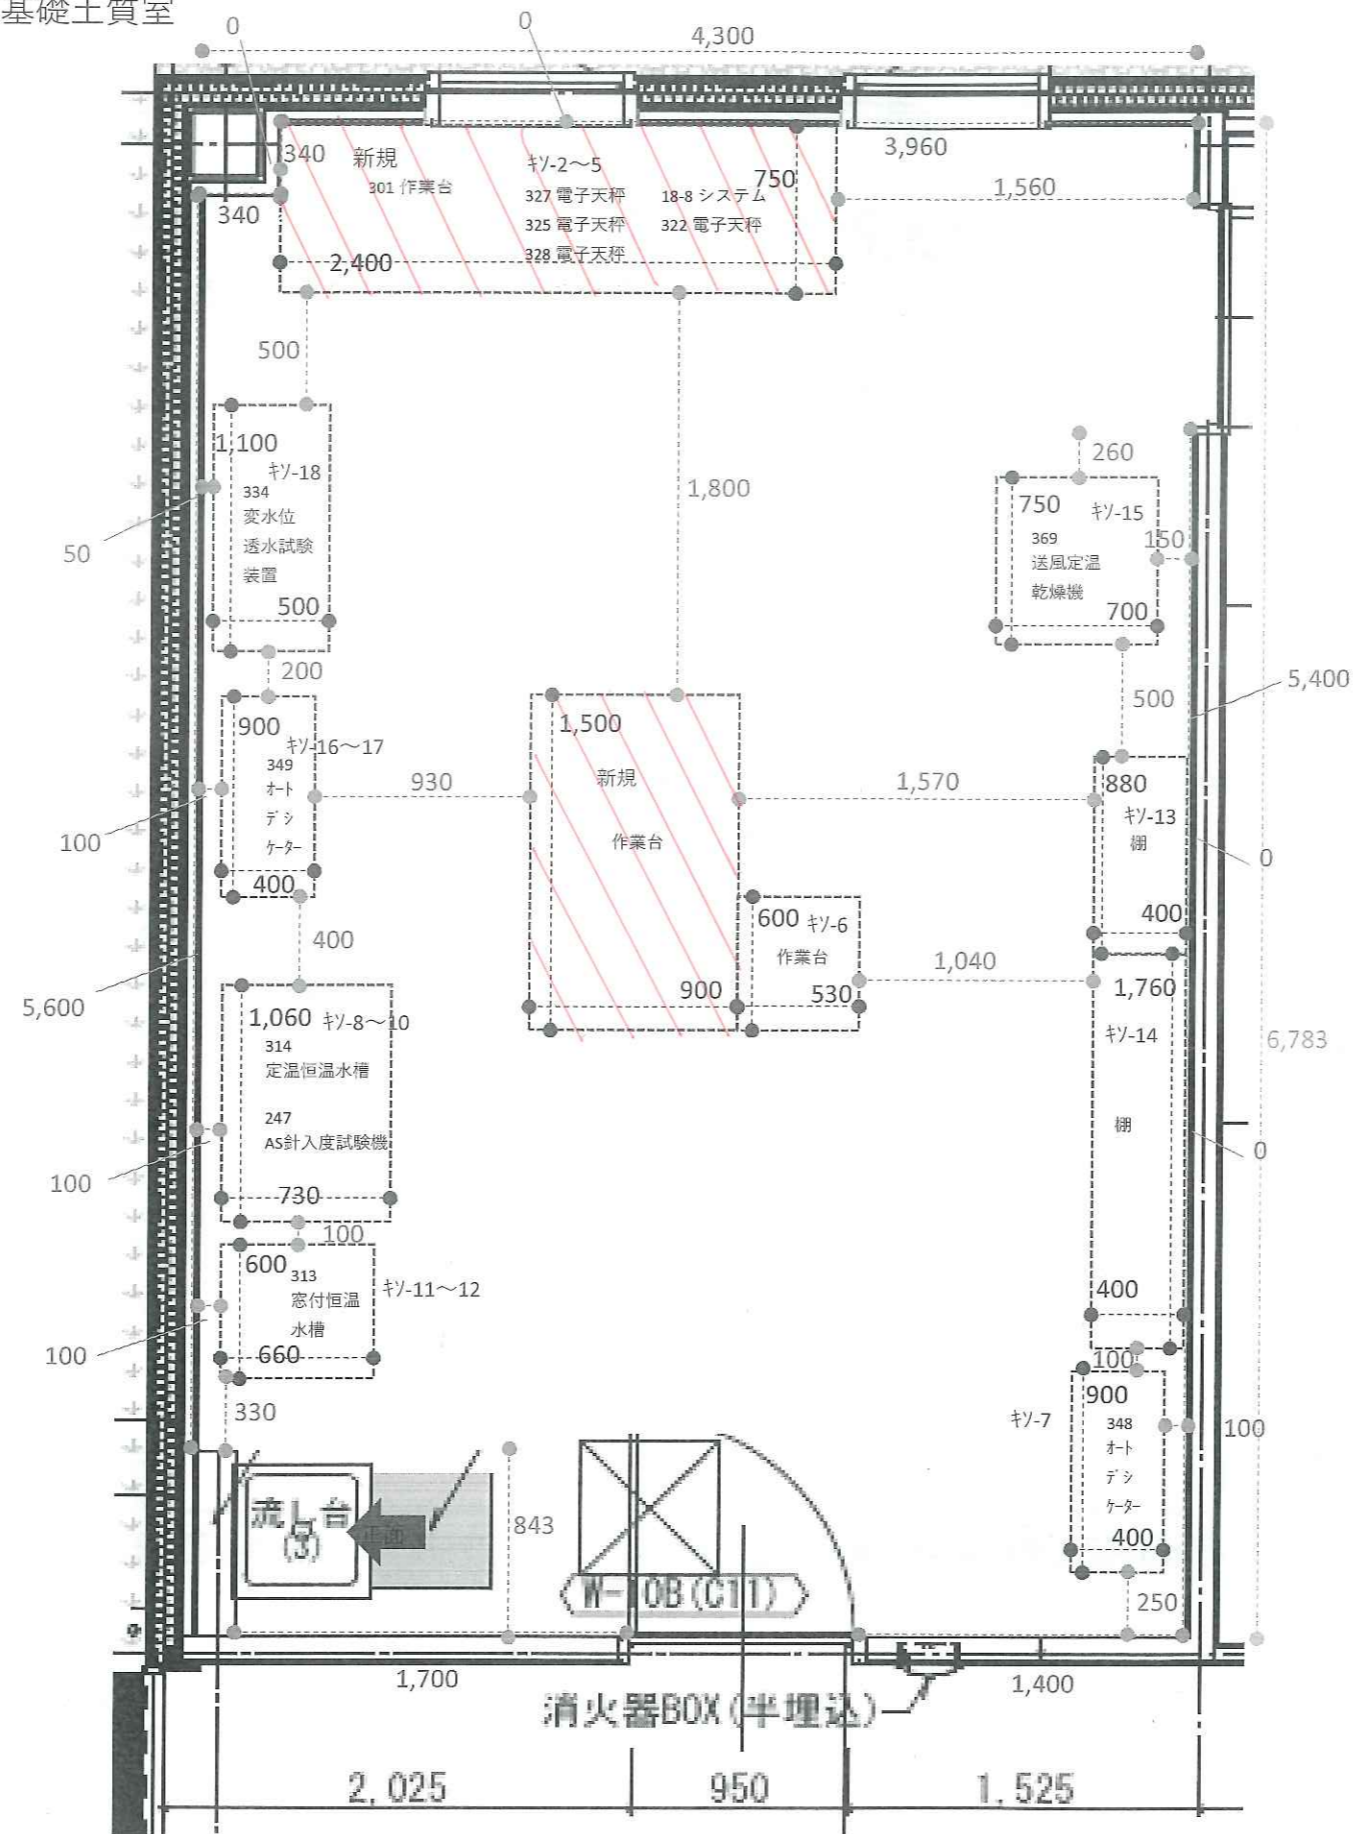 基礎土質室
0
0
4,300
340
新規
301 作業台
ｷｿ-2～5
327 電子天秤
18-8 システム
325 電子天秤
322 電子天秤
328 電子天秤
750
3,960
1,560
340
2,400
500
1,800
1,100
ｷｿ-18
334
変水位
透水試験
装置
500
50
260
750
ｷｿ-15
369
送風定温
乾燥機
150
700
200
500
5,400
900
ｷｿ-16～17
349
ｵｰﾄ
ﾃﾞｼ
ｹｰﾀｰ
400
100
930
1,500
新規
作業台
900
1,570
880
ｷｿ-13
棚
400
0
400
600
ｷｿ-6
作業台
530
1,040
5,600
1,060
ｷｿ-8～10
314
定温恒温水槽
247
AS針入度試験機
730
100
1,760
ｷｿ-14
棚
400
6,783
0
100
600
313
窓付恒温
水槽
660
ｷｿ-11～12
100
330
100
900
ｷｿ-7
348
ｵｰﾄ
ﾃﾞｼ
ｹｰﾀｰ
400
100
250
流し台
(3)
正面
843
W-10B(C11)
1,700
消火器BOX(半埋込)
1,400
2,025
950
1.525